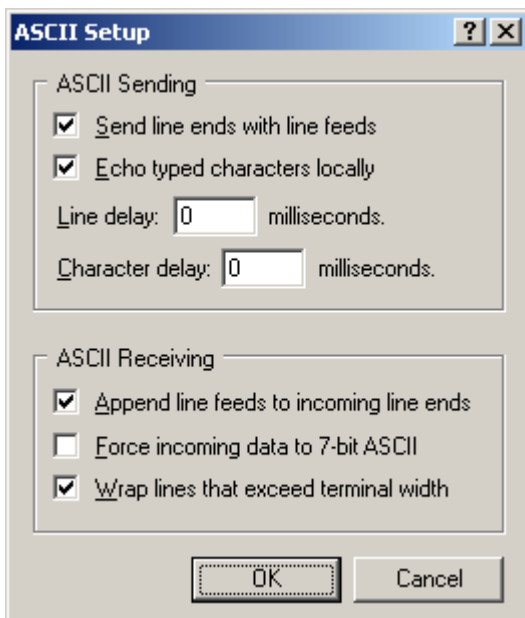 ASCII Setup
ASCII Sending
Send line ends with line feeds
Echo typed characters locally
Line delay: 0 milliseconds.
Character delay: 0 milliseconds.
ASCII Receiving
Append line feeds to incoming line ends
Force incoming data to 7-bit ASCII
Wrap lines that exceed terminal width
OK Cancel